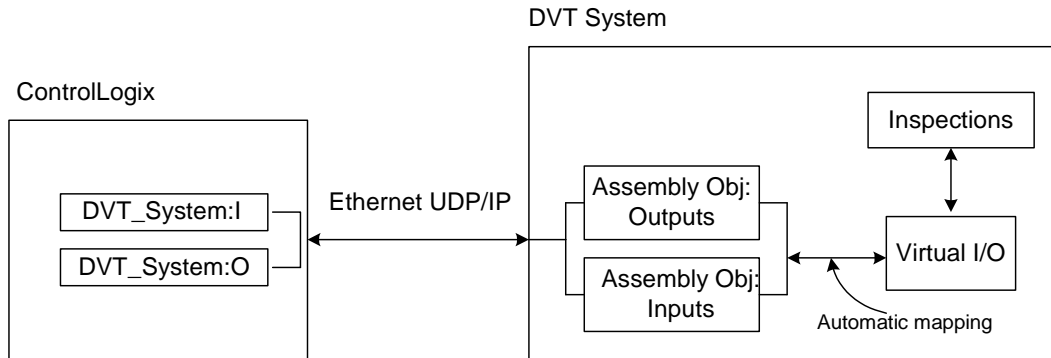 DVT System
ControlLogix
Inspections
DVT_System:I
Ethernet UDP/IP
Assembly Obj:
Outputs
DVT_System:O
Virtual I/O
Assembly Obj:
Inputs
Automatic mapping